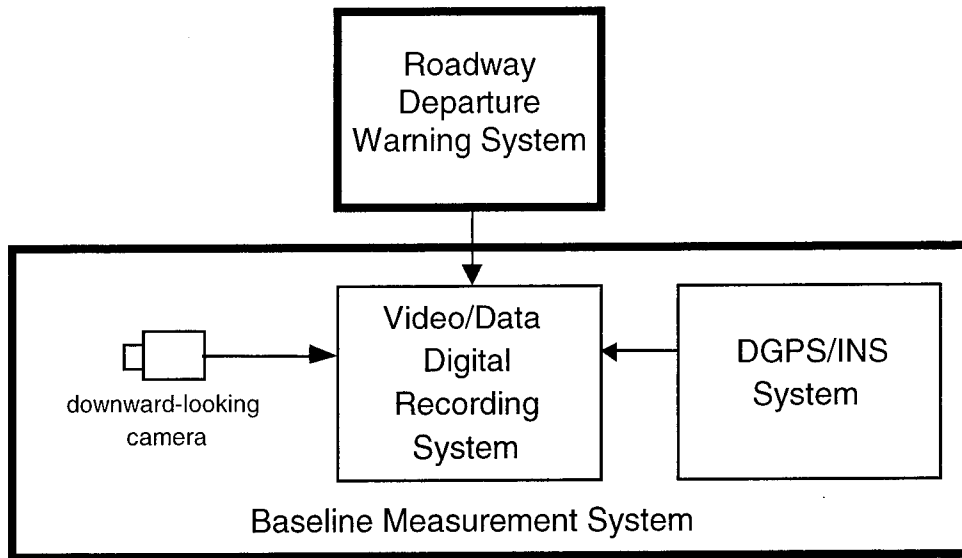 Roadway
Departure
Warning System
Video/Data
Digital
Recording
System
DGPS/INS
System
downward-looking
camera
Baseline Measurement System